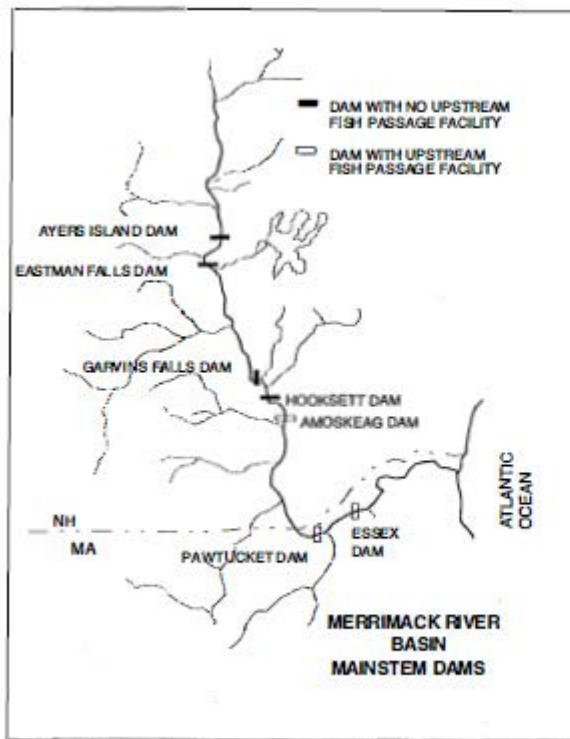 DAM WITH NO UPSTREAM
FISH PASSAGE FACILITY
DAM WITH UPSTREAM
FISH PASSAGE FACILITY
AYERS ISLAND DAM
EASTMAN FALLS DAM
GARVINS FALLS DAM
HOOKSETT DAM
AMOSKEAG DAM
ATLANTIC
OCEAN
NH
MA
ESSEX
DAM
PAWTUCKET DAM
MERRIMACK RIVER
BASIN
MAINSTEM DAMS